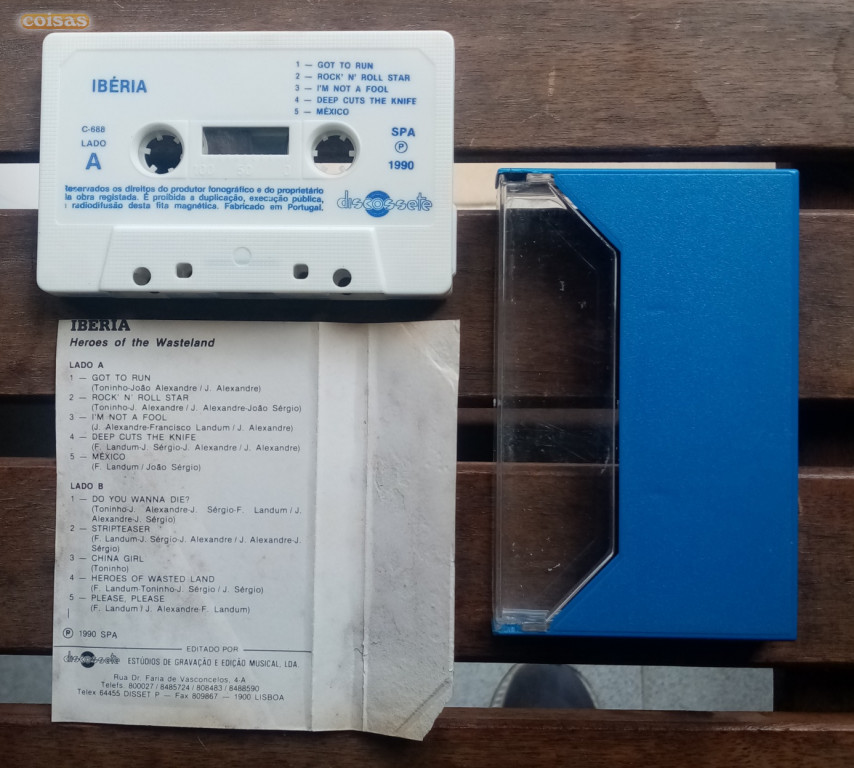 coisas
IBÉRIA
1 — GOT TO RUN
2 — ROCK' N' ROLL STAR
3 — I'M NOT A FOOL
4 — DEEP CUTS THE KNIFE
5 — MÉXICO
C-688
LADO
A
SPA
Ⓟ
1990
servados os direitos do produtor fonográfico e do proprietário
a obra registada. É proibida a duplicação, execução pública,
radiodifusão desta fita magnética. Fabricado em Portugal.
discossete
IBERIA
Heroes of the Wasteland
LADO A
1 — GOT TO RUN
(Toninho-João Alexandre / J. Alexandre)
2 — ROCK' N' ROLL STAR
(Toninho-J. Alexandre / J. Alexandre-João Sérgio)
3 — I'M NOT A FOOL
(J. Alexandre-Francisco Landum / J. Alexandre)
4 — DEEP CUTS THE KNIFE
(F. Landum-J. Sérgio-J. Alexandre / J. Alexandre)
5 — MÉXICO
(F. Landum / João Sérgio)
LADO B
1 — DO YOU WANNA DIE?
(Toninho-J. Alexandre-J. Sérgio-F. Landum / J.
Alexandre-J. Sérgio)
2 — STRIPTEASER
(F. Landum-J. Sérgio-J. Alexandre / J. Alexandre-J.
Sérgio)
3 — CHINA GIRL
(Toninho)
4 — HEROES OF WASTED LAND
(F. Landum-Toninho-J. Sérgio / J. Sérgio)
5 — PLEASE, PLEASE
(F. Landum / J. Alexandre-F. Landum)
Ⓟ 1990 SPA
EDITADO POR
discossete ESTÚDIOS DE GRAVAÇÃO E EDIÇÃO MUSICAL, LDA.
Rua Dr. Faria de Vasconcelos, 4-A
Telefs. 800027 / 8485724 / 808483 / 8488590
Telex 64455 DISSET P — Fax 809867 — 1900 LISBOA